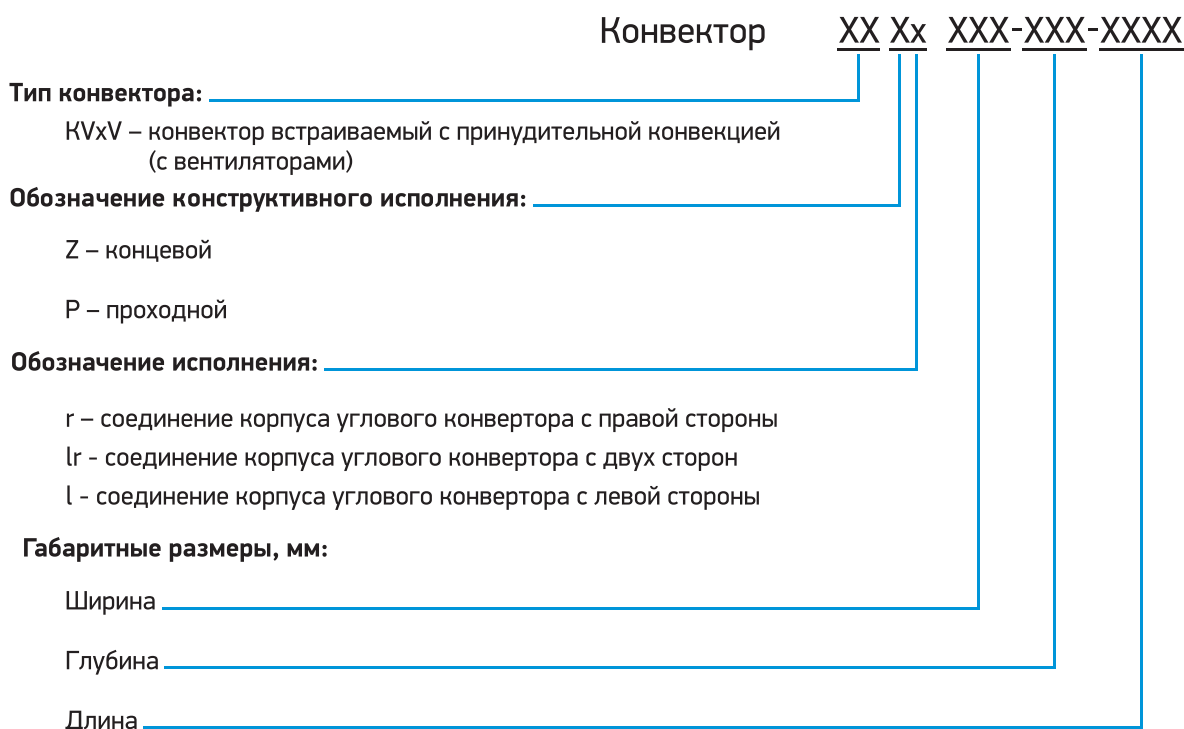 Конвектор XX Xx XXX-XXX-XXXX
Тип конвектора:
KVxV – конвектор встраиваемый с принудительной конвекцией
(с вентиляторами)
Обозначение конструктивного исполнения:
Z – концевой
P – проходной
Обозначение исполнения:
r – соединение корпуса углового конвертора с правой стороны
lr - соединение корпуса углового конвертора с двух сторон
l - соединение корпуса углового конвертора с левой стороны
Габаритные размеры, мм:
Ширина
Глубина
Длина